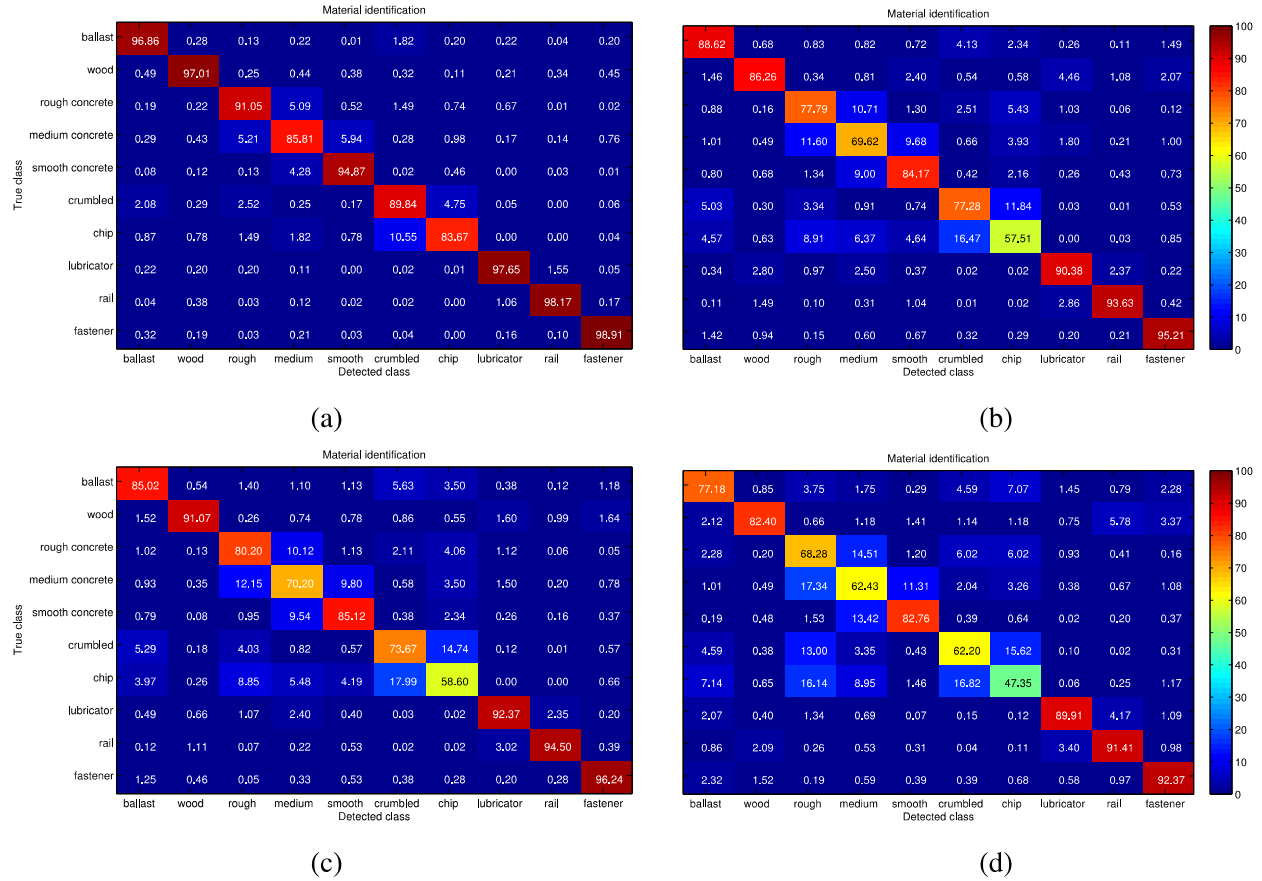 Material identification
ballast 96.86 0.28 0.13 0.22 0.01 1.82 0.20 0.22 0.04 0.20
wood 0.49 97.01 0.25 0.44 0.38 0.32 0.11 0.21 0.34 0.45
rough concrete 0.19 0.22 91.05 5.09 0.52 1.49 0.74 0.67 0.01 0.02
medium concrete 0.29 0.43 5.21 85.81 5.94 0.28 0.98 0.17 0.14 0.76
smooth concrete 0.08 0.12 0.13 4.28 94.87 0.02 0.46 0.00 0.03 0.01
crumbled 2.08 0.29 2.52 0.25 0.17 89.84 4.75 0.05 0.00 0.06
chip 0.87 0.78 1.49 1.82 0.78 10.55 83.67 0.00 0.00 0.04
lubricator 0.22 0.20 0.20 0.11 0.00 0.02 0.01 97.65 1.55 0.05
rail 0.04 0.38 0.03 0.12 0.02 0.02 0.00 1.06 98.17 0.17
fastener 0.32 0.19 0.03 0.21 0.03 0.04 0.00 0.16 0.10 98.91
True class
ballast wood rough medium smooth crumbled chip lubricator rail fastener
Detected class
(a)
Material identification
88.62 0.68 0.83 0.82 0.72 4.13 2.34 0.26 0.11 1.49
1.46 86.26 0.34 0.81 2.40 0.54 0.58 4.46 1.08 2.07
0.88 0.16 77.79 10.71 1.30 2.51 5.43 1.03 0.06 0.12
1.01 0.49 11.60 69.62 9.68 0.66 3.93 1.80 0.21 1.00
0.80 0.68 1.34 9.00 84.17 0.42 2.16 0.26 0.43 0.73
5.03 0.30 3.34 0.91 0.74 77.28 11.84 0.03 0.01 0.53
4.57 0.63 8.91 6.37 4.64 16.47 57.51 0.00 0.03 0.85
0.34 2.80 0.97 2.50 0.37 0.02 0.02 90.38 2.37 0.22
0.11 1.49 0.10 0.31 1.04 0.01 0.02 2.86 93.63 0.42
1.42 0.94 0.15 0.60 0.67 0.32 0.29 0.20 0.21 95.21
ballast wood rough medium smooth crumbled chip lubricator rail fastener
Detected class
100
90
80
70
60
50
40
30
20
10
0
(b)
Material identification
ballast 85.02 0.54 1.40 1.10 1.13 5.63 3.50 0.38 0.12 1.18
wood 1.52 91.07 0.26 0.74 0.78 0.86 0.55 1.60 0.99 1.64
rough concrete 1.02 0.13 80.20 10.12 1.13 2.11 4.06 1.12 0.06 0.05
medium concrete 0.93 0.35 12.15 70.20 9.80 0.58 3.50 1.50 0.20 0.78
smooth concrete 0.79 0.08 0.95 9.54 85.12 0.38 2.34 0.26 0.16 0.37
crumbled 5.29 0.18 4.03 0.82 0.57 73.67 14.74 0.12 0.01 0.57
chip 3.97 0.26 8.85 5.48 4.19 17.99 58.60 0.00 0.00 0.66
lubricator 0.49 0.66 1.07 2.40 0.40 0.03 0.02 92.37 2.35 0.20
rail 0.12 1.11 0.07 0.22 0.53 0.02 0.02 3.02 94.50 0.39
fastener 1.25 0.46 0.05 0.33 0.53 0.38 0.28 0.20 0.28 96.24
True class
ballast wood rough medium smooth crumbled chip lubricator rail fastener
Detected class
(c)
Material identification
77.18 0.85 3.75 1.75 0.29 4.59 7.07 1.45 0.79 2.28
2.12 82.40 0.66 1.18 1.41 1.14 1.18 0.75 5.78 3.37
2.28 0.20 68.28 14.51 1.20 6.02 6.02 0.93 0.41 0.16
1.01 0.49 17.34 62.43 11.31 2.04 3.26 0.38 0.67 1.08
0.19 0.48 1.53 13.42 82.76 0.39 0.64 0.02 0.20 0.37
4.59 0.38 13.00 3.35 0.43 62.20 15.62 0.10 0.02 0.31
7.14 0.65 16.14 8.95 1.46 16.82 47.35 0.06 0.25 1.17
2.07 0.40 1.34 0.69 0.07 0.15 0.12 89.91 4.17 1.09
0.86 2.09 0.26 0.53 0.31 0.04 0.11 3.40 91.41 0.98
2.32 1.52 0.19 0.59 0.39 0.39 0.68 0.58 0.97 92.37
ballast wood rough medium smooth crumbled chip lubricator rail fastener
Detected class
100
90
80
70
60
50
40
30
20
10
0
(d)